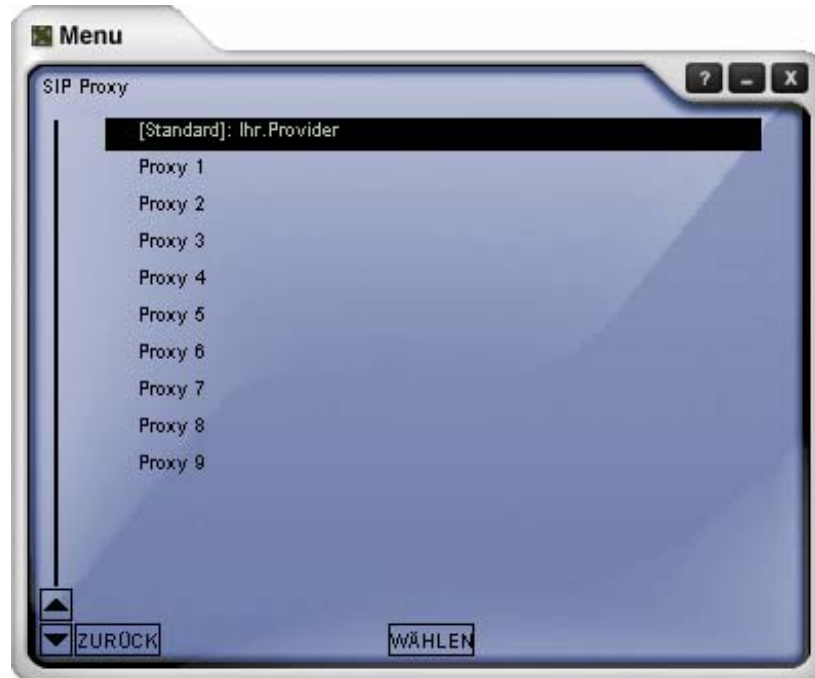 Menu
? – X
SIP Proxy
[Standard]: Ihr.Provider
Proxy 1
Proxy 2
Proxy 3
Proxy 4
Proxy 5
Proxy 6
Proxy 7
Proxy 8
Proxy 9
ZURÜCK WÄHLEN